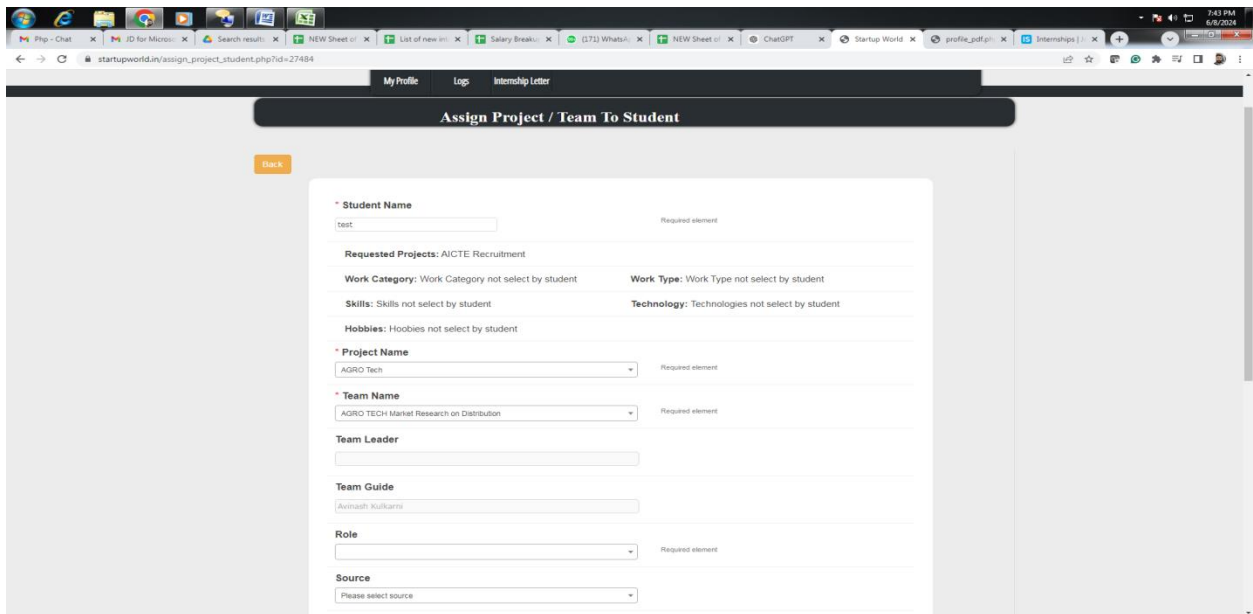 7:43 PM
6/8/2024
Php - Chat
JD for Micros
Search results
NEW Sheet of
List of new in
Salary Breaku
(171) WhatsA
NEW Sheet of
ChatGPT
Startup World
profile_pdf.ph
Internships | A
startupworld.in/assign_project_student.php?id=27484
My Profile Logs Internship Letter
Assign Project / Team To Student
Back
* Student Name
test Required element
Requested Projects: AICTE Recruitment
Work Category: Work Category not select by student Work Type: Work Type not select by student
Skills: Skills not select by student Technology: Technologies not select by student
Hobbies: Hoobies not select by student
* Project Name
AGRO Tech Required element
* Team Name
AGRO TECH Market Research on Distribution Required element
Team Leader
Team Guide
Avinash Kulkarni
Role
Required element
Source
Please select source